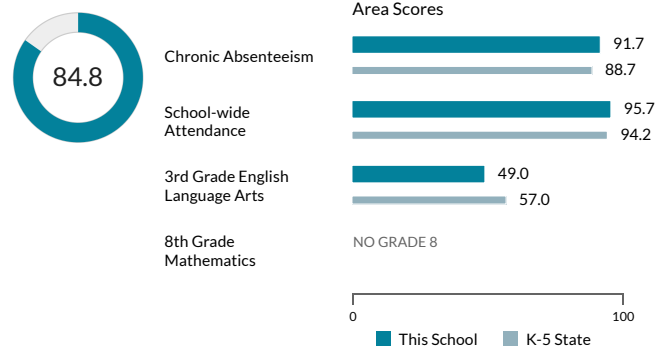 Area Scores
84.8
Chronic Absenteeism
91.7
88.7
School-wide
Attendance
95.7
94.2
3rd Grade English
Language Arts
49.0
57.0
8th Grade
Mathematics
NO GRADE 8
0
100
This School
K-5 State